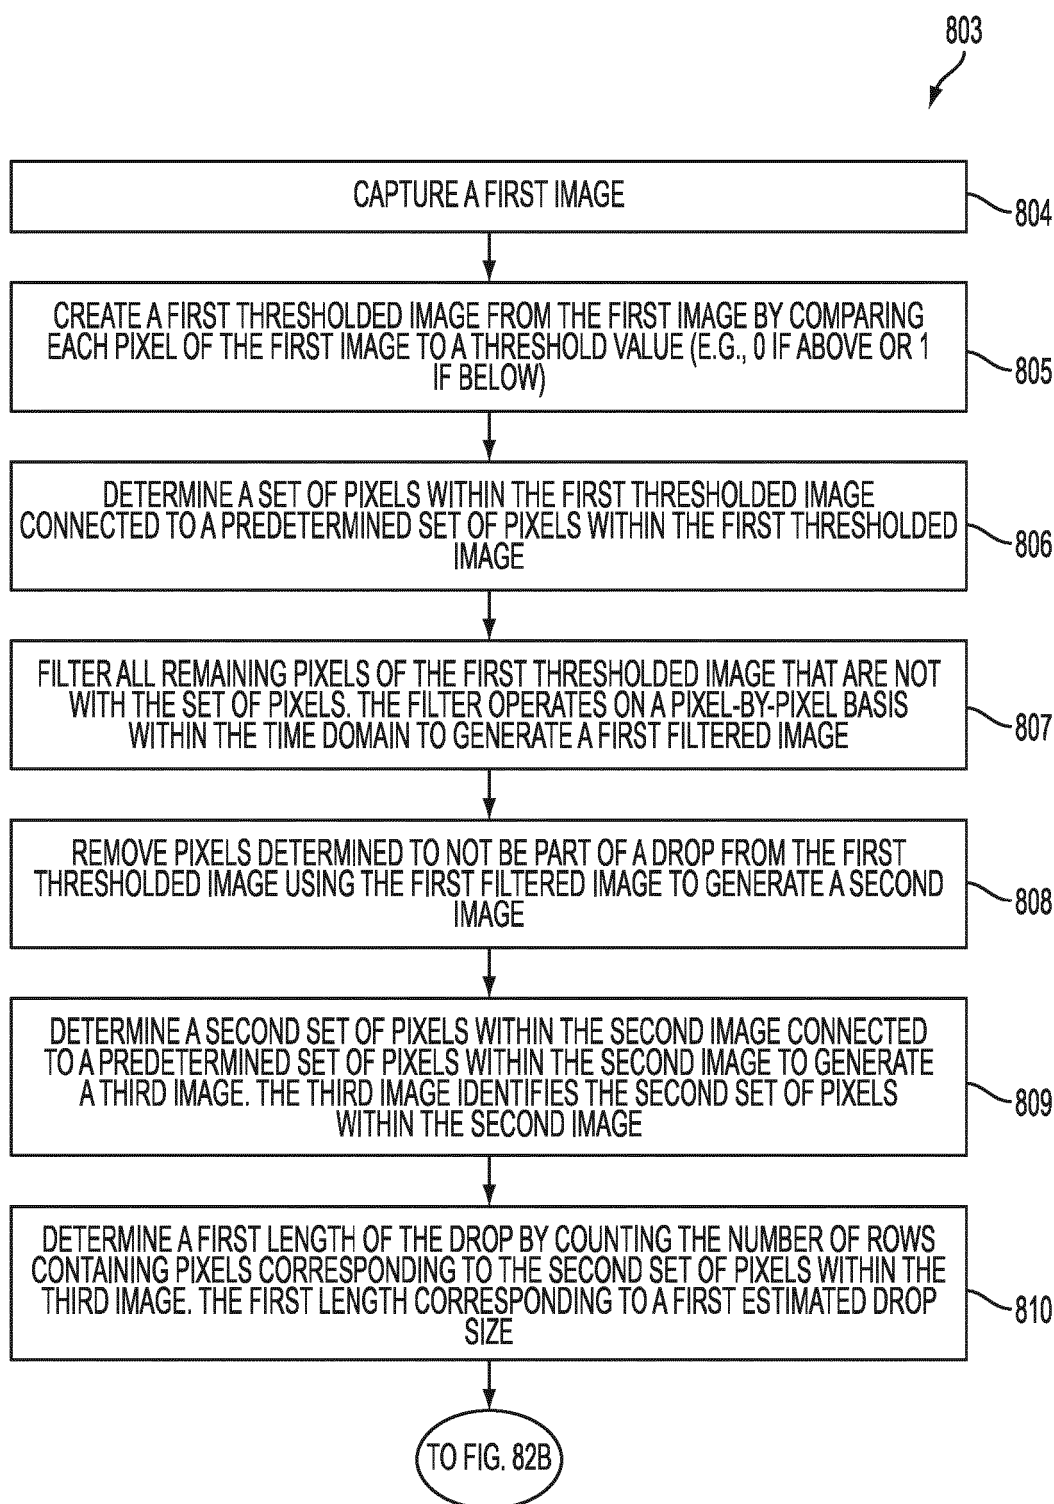 803
CAPTURE A FIRST IMAGE
804
CREATE A FIRST THRESHOLDED IMAGE FROM THE FIRST IMAGE BY COMPARING
EACH PIXEL OF THE FIRST IMAGE TO A THRESHOLD VALUE (E.G., 0 IF ABOVE OR 1
IF BELOW)
805
DETERMINE A SET OF PIXELS WITHIN THE FIRST THRESHOLDED IMAGE
CONNECTED TO A PREDETERMINED SET OF PIXELS WITHIN THE FIRST THRESHOLDED
IMAGE
806
FILTER ALL REMAINING PIXELS OF THE FIRST THRESHOLDED IMAGE THAT ARE NOT
WITH THE SET OF PIXELS. THE FILTER OPERATES ON A PIXEL-BY-PIXEL BASIS
WITHIN THE TIME DOMAIN TO GENERATE A FIRST FILTERED IMAGE
807
REMOVE PIXELS DETERMINED TO NOT BE PART OF A DROP FROM THE FIRST
THRESHOLDED IMAGE USING THE FIRST FILTERED IMAGE TO GENERATE A SECOND
IMAGE
808
DETERMINE A SECOND SET OF PIXELS WITHIN THE SECOND IMAGE CONNECTED
TO A PREDETERMINED SET OF PIXELS WITHIN THE SECOND IMAGE TO GENERATE
A THIRD IMAGE. THE THIRD IMAGE IDENTIFIES THE SECOND SET OF PIXELS
WITHIN THE SECOND IMAGE
809
DETERMINE A FIRST LENGTH OF THE DROP BY COUNTING THE NUMBER OF ROWS
CONTAINING PIXELS CORRESPONDING TO THE SECOND SET OF PIXELS WITHIN THE
THIRD IMAGE. THE FIRST LENGTH CORRESPONDING TO A FIRST ESTIMATED DROP
SIZE
810
TO FIG. 82B